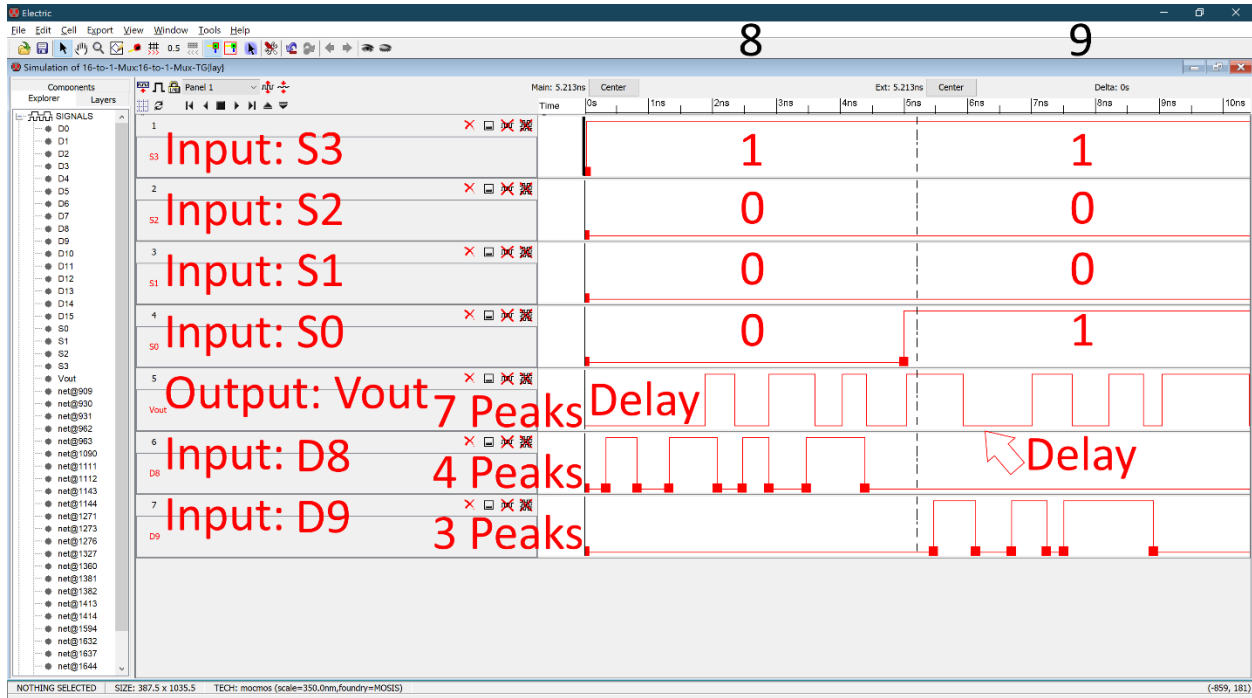 Electric
File Edit Cell Export View Window Tools Help
0.5
8 9
Simulation of 16-to-1-Mux:16-to-1-Mux-TG{lay}
Components
Explorer Layers
SIGNALS
D0
D1
D2
D3
D4
D5
D6
D7
D8
D9
D10
D11
D12
D13
D14
D15
S0
S1
S2
S3
Vout
net@909
net@930
net@931
net@962
net@963
net@1090
net@1111
net@1112
net@1143
net@1144
net@1271
net@1273
net@1276
net@1327
net@1360
net@1381
net@1382
net@1413
net@1414
net@1594
net@1632
net@1637
net@1644
Panel 1
Main: 5.213ns Center Ext: 5.213ns Center Delta: 0s
Time 0s 1ns 2ns 3ns 4ns 5ns 6ns 7ns 8ns 9ns 10ns
1
S3 Input: S3 1 1
2
S2 Input: S2 0 0
3
S1 Input: S1 0 0
4
S0 Input: S0 0 1
5
Vout Output: Vout 7 Peaks Delay
Delay
6
D8 Input: D8 4 Peaks
7
D9 Input: D9 3 Peaks
NOTHING SELECTED SIZE: 387.5 x 1035.5 TECH: mocmos (scale=350.0nm,foundry=MOSIS) (-859, 181)